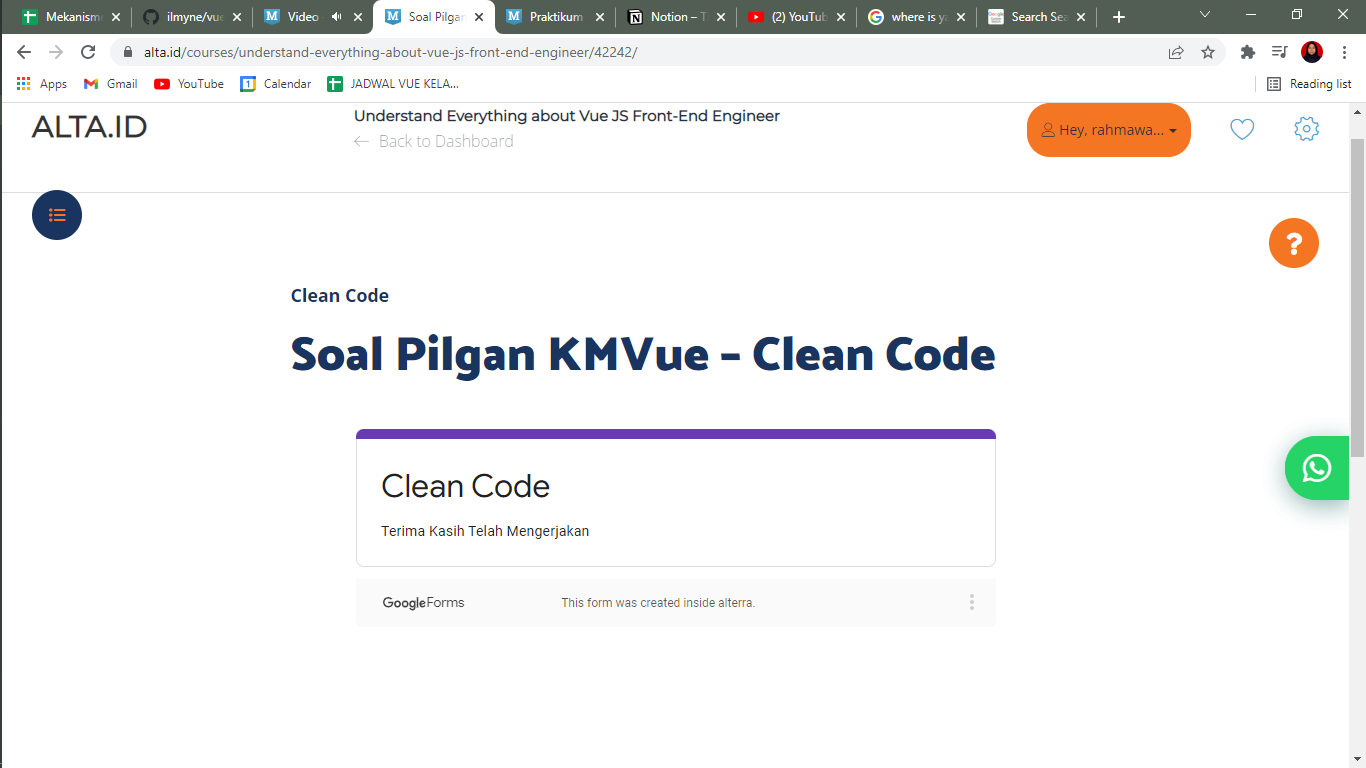 Mekanism
ilmyne/vue
Video
Soal Pilgan
Praktikum
Notion – T
(2) YouTub
where is ya
Search Sea
alta.id/courses/understand-everything-about-vue-js-front-end-engineer/42242/
Apps
Gmail
YouTube
Calendar
JADWAL VUE KELA...
Reading list
ALTA.ID
Understand Everything about Vue JS Front-End Engineer
Back to Dashboard
Hey, rahmawa...
?
Clean Code
Soal Pilgan KMVue – Clean Code
Clean Code
Terima Kasih Telah Mengerjakan
Google Forms
This form was created inside alterra.